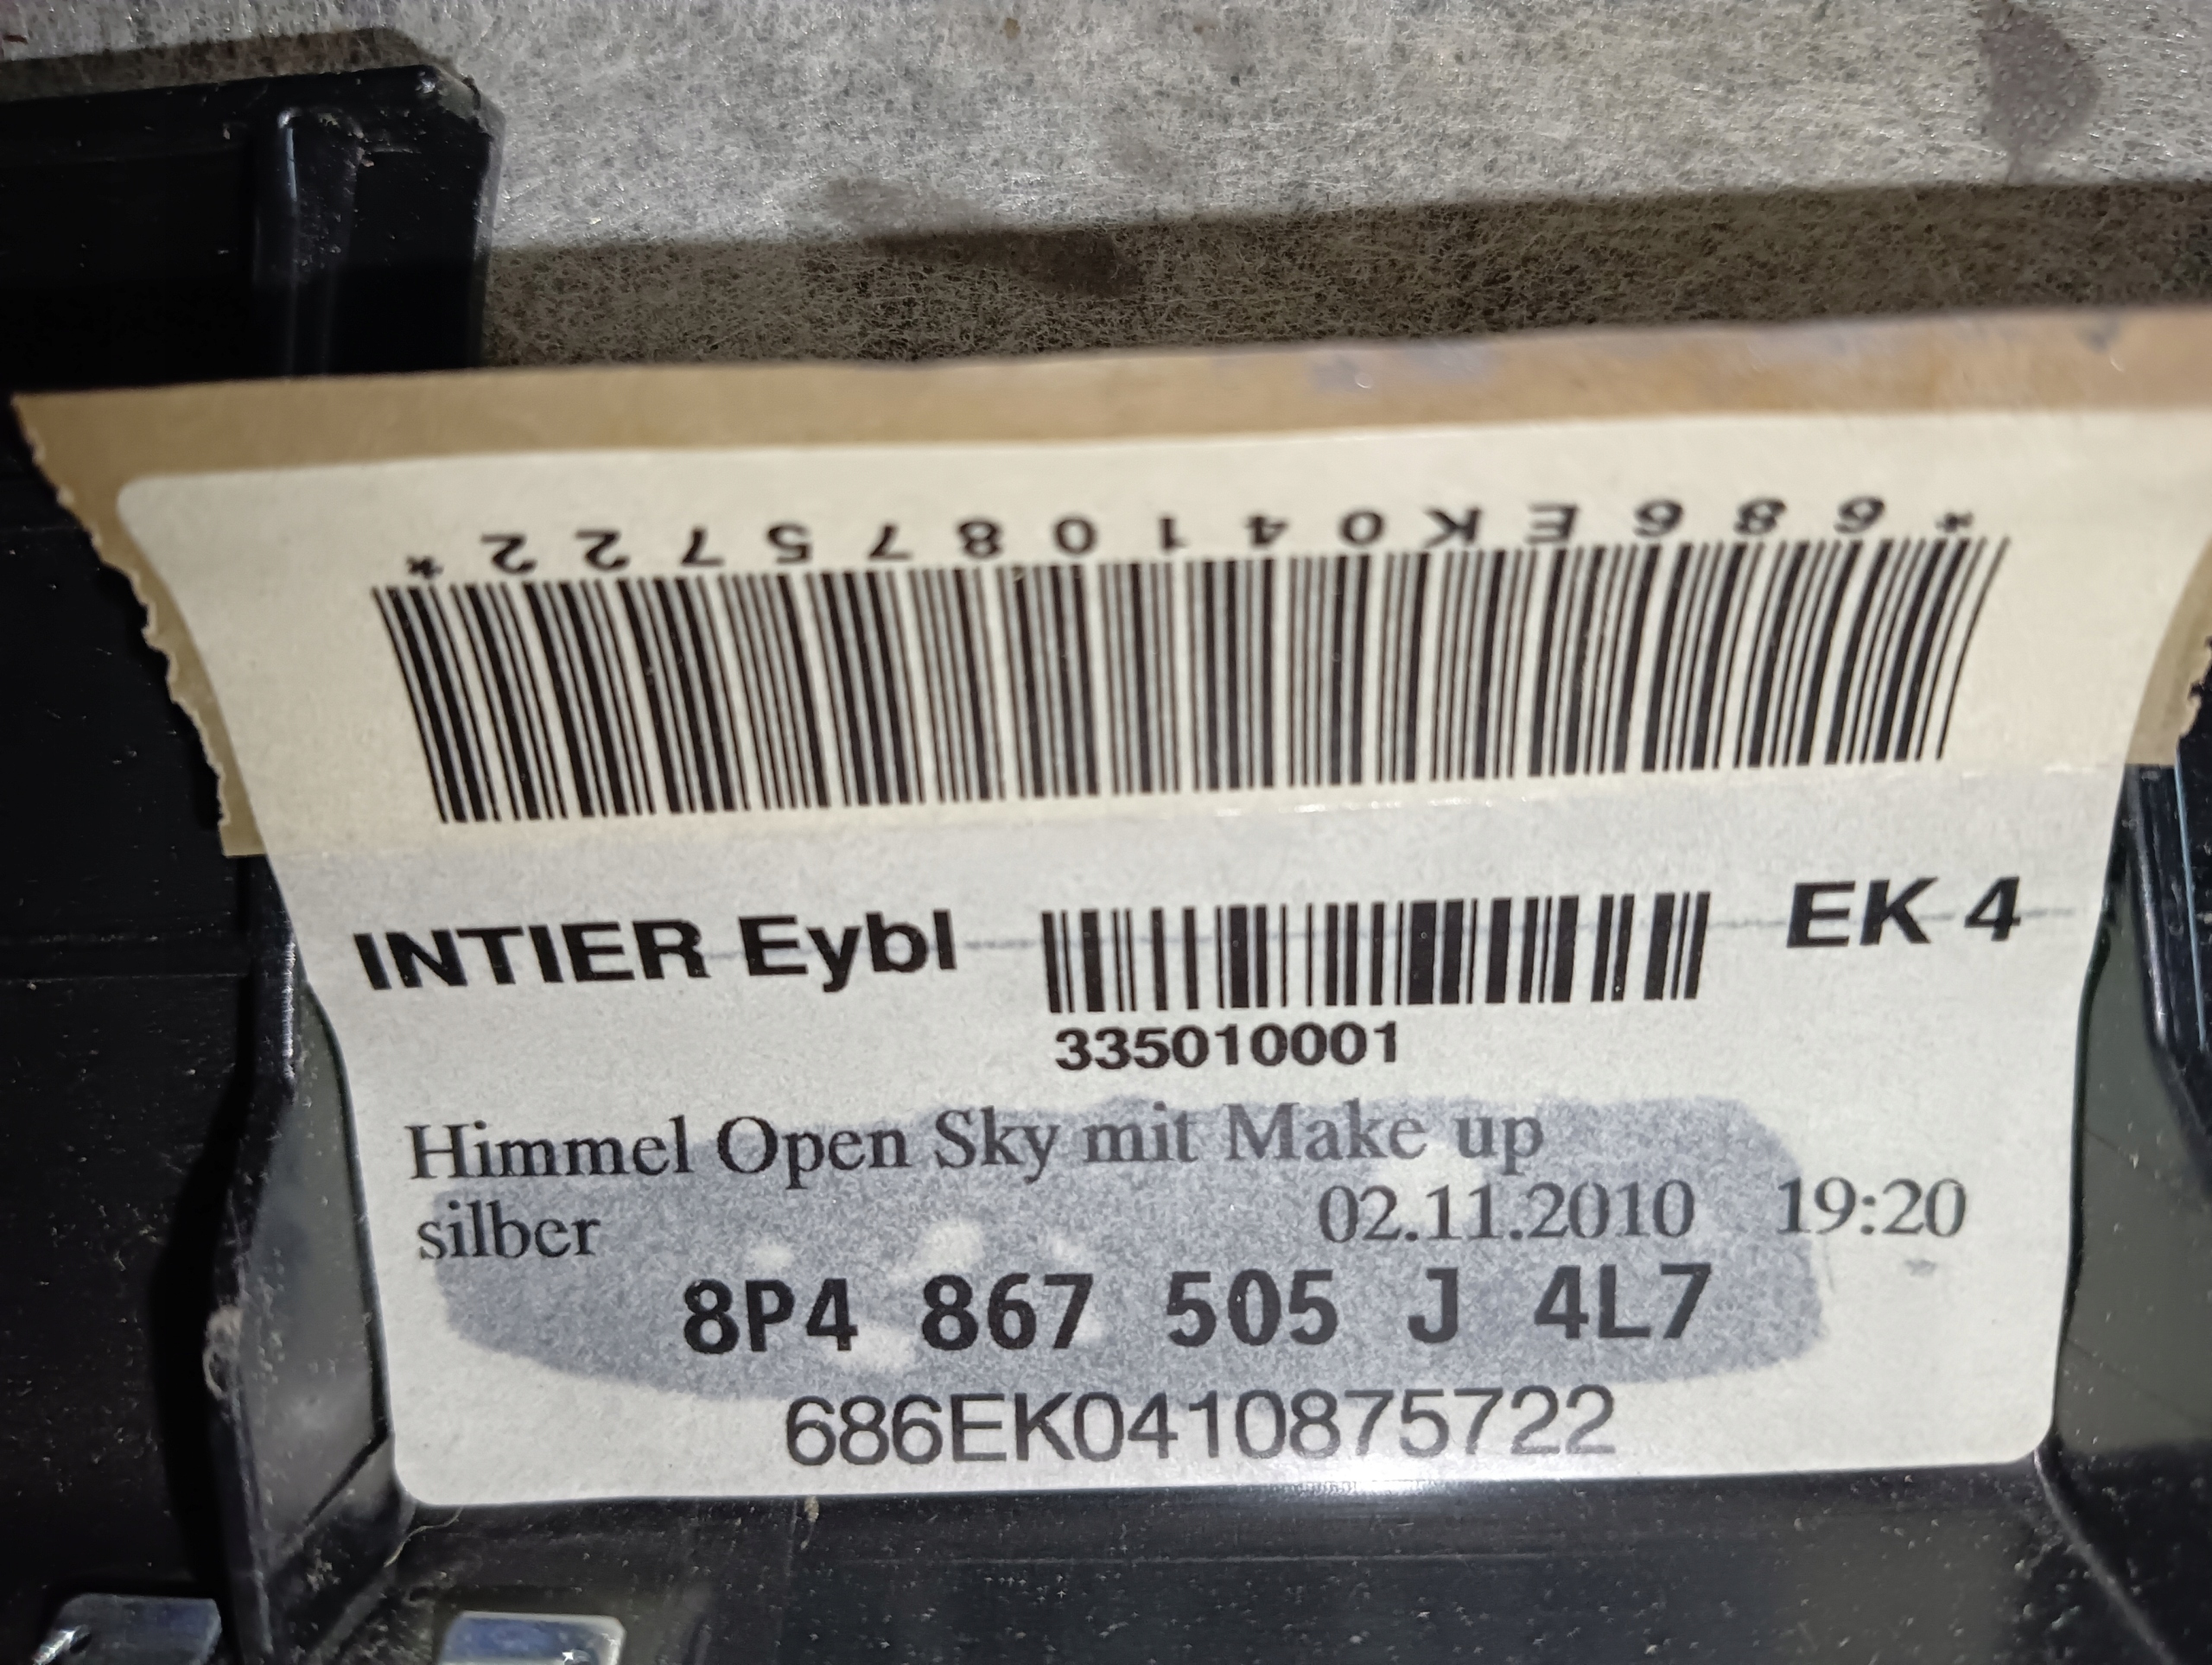 *686EK0410875722*
INTIER Eybl EK 4
335010001
Himmel Open Sky mit Make up
silber 02.11.2010 19:20
8P4 867 505 J 4L7
686EK0410875722